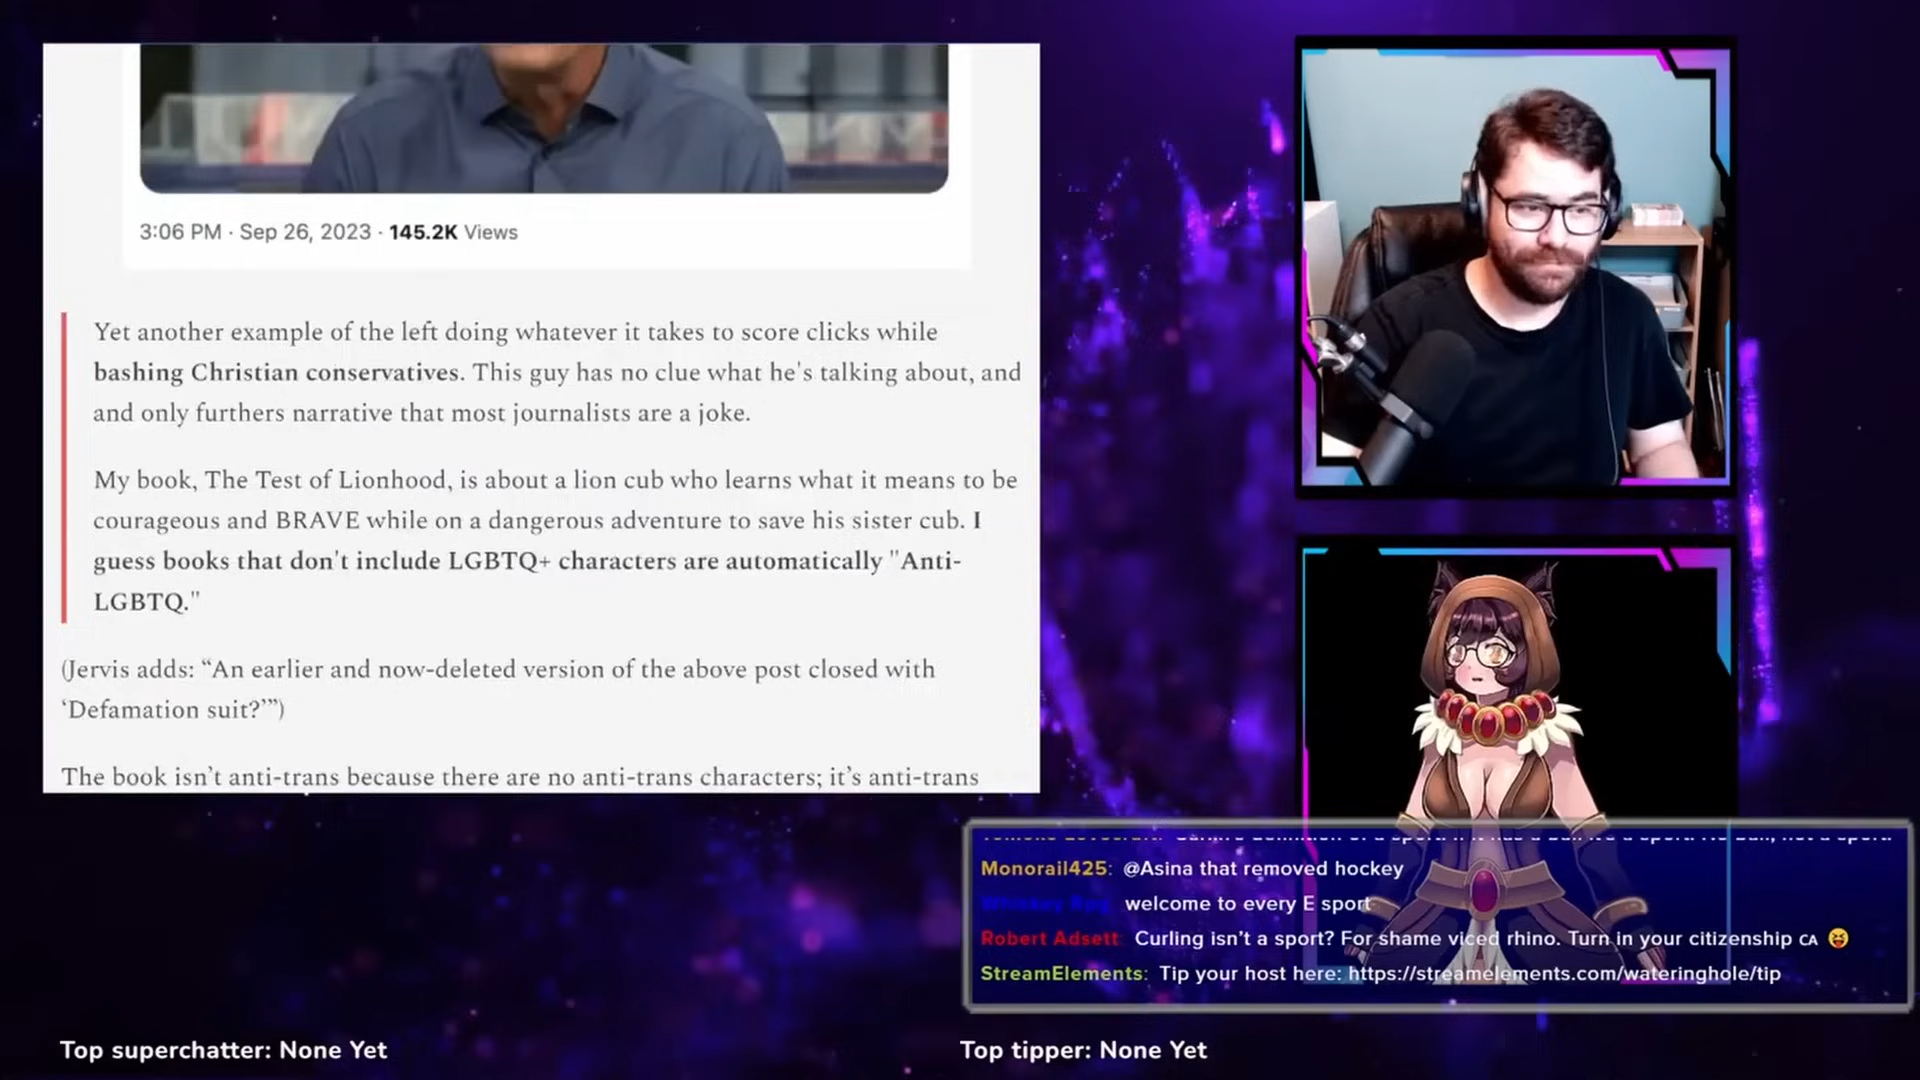 3:06 PM · Sep 26, 2023 · 145.2K Views
Yet another example of the left doing whatever it takes to score clicks while
bashing Christian conservatives. This guy has no clue what he's talking about, and
and only furthers narrative that most journalists are a joke.
My book, The Test of Lionhood, is about a lion cub who learns what it means to be
courageous and BRAVE while on a dangerous adventure to save his sister cub. I
guess books that don't include LGBTQ+ characters are automatically "Anti-
LGBTQ."
(Jervis adds: “An earlier and now-deleted version of the above post closed with
‘Defamation suit?’”)
The book isn’t anti-trans because there are no anti-trans characters; it’s anti-trans
Monorail425: @Asina that removed hockey
welcome to every E sport
Robert Adsett: Curling isn't a sport? For shame viced rhino. Turn in your citizenship CA 😝
StreamElements: Tip your host here: https://streamelements.com/wateringhole/tip
Top superchatter: None Yet
Top tipper: None Yet